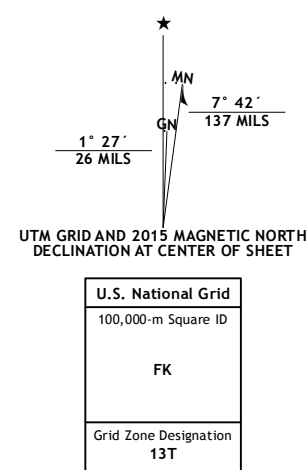 ★
MN
GN
7° 42´
137 MILS
1° 27´
26 MILS
UTM GRID AND 2015 MAGNETIC NORTH
DECLINATION AT CENTER OF SHEET
U.S. National Grid
100,000-m Square ID
FK
Grid Zone Designation
13T